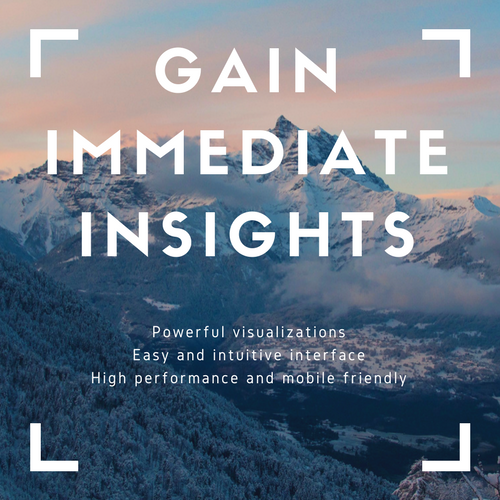 GAIN
IMMEDIATE
INSIGHTS
Powerful visualizations
Easy and intuitive interface
High performance and mobile friendly